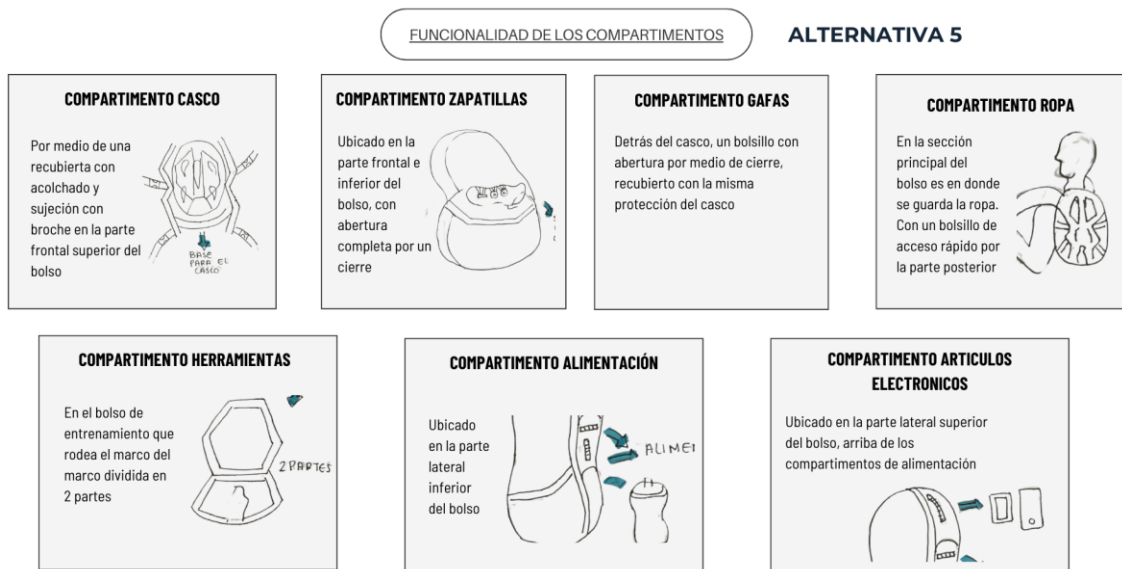 FUNCIONALIDAD DE LOS COMPARTIMENTOS
ALTERNATIVA 5
COMPARTIMENTO CASCO
Por medio de una
recubierta con
acolchado y
sujeción con
broche en la parte
frontal superior del
bolso
BASE
PARA EL
CASCO
COMPARTIMENTO ZAPATILLAS
Ubicado en la
parte frontal e
inferior del
bolso, con
abertura
completa por un
cierre
COMPARTIMENTO GAFAS
Detrás del casco, un bolsillo con
abertura por medio de cierre,
recubierto con la misma
protección del casco
COMPARTIMENTO ROPA
En la sección
principal del
bolso es en donde
se guarda la ropa.
Con un bolsillo de
acceso rápido por
la parte posterior
COMPARTIMENTO HERRAMIENTAS
En el bolso de
entrenamiento que
rodea el marco del
marco dividida en
2 partes
2 PARTES
COMPARTIMENTO ALIMENTACIÓN
Ubicado
en la parte
lateral
inferior
del bolso
ALIMEI
COMPARTIMENTO ARTICULOS
ELECTRONICOS
Ubicado en la parte lateral superior
del bolso, arriba de los
compartimentos de alimentación